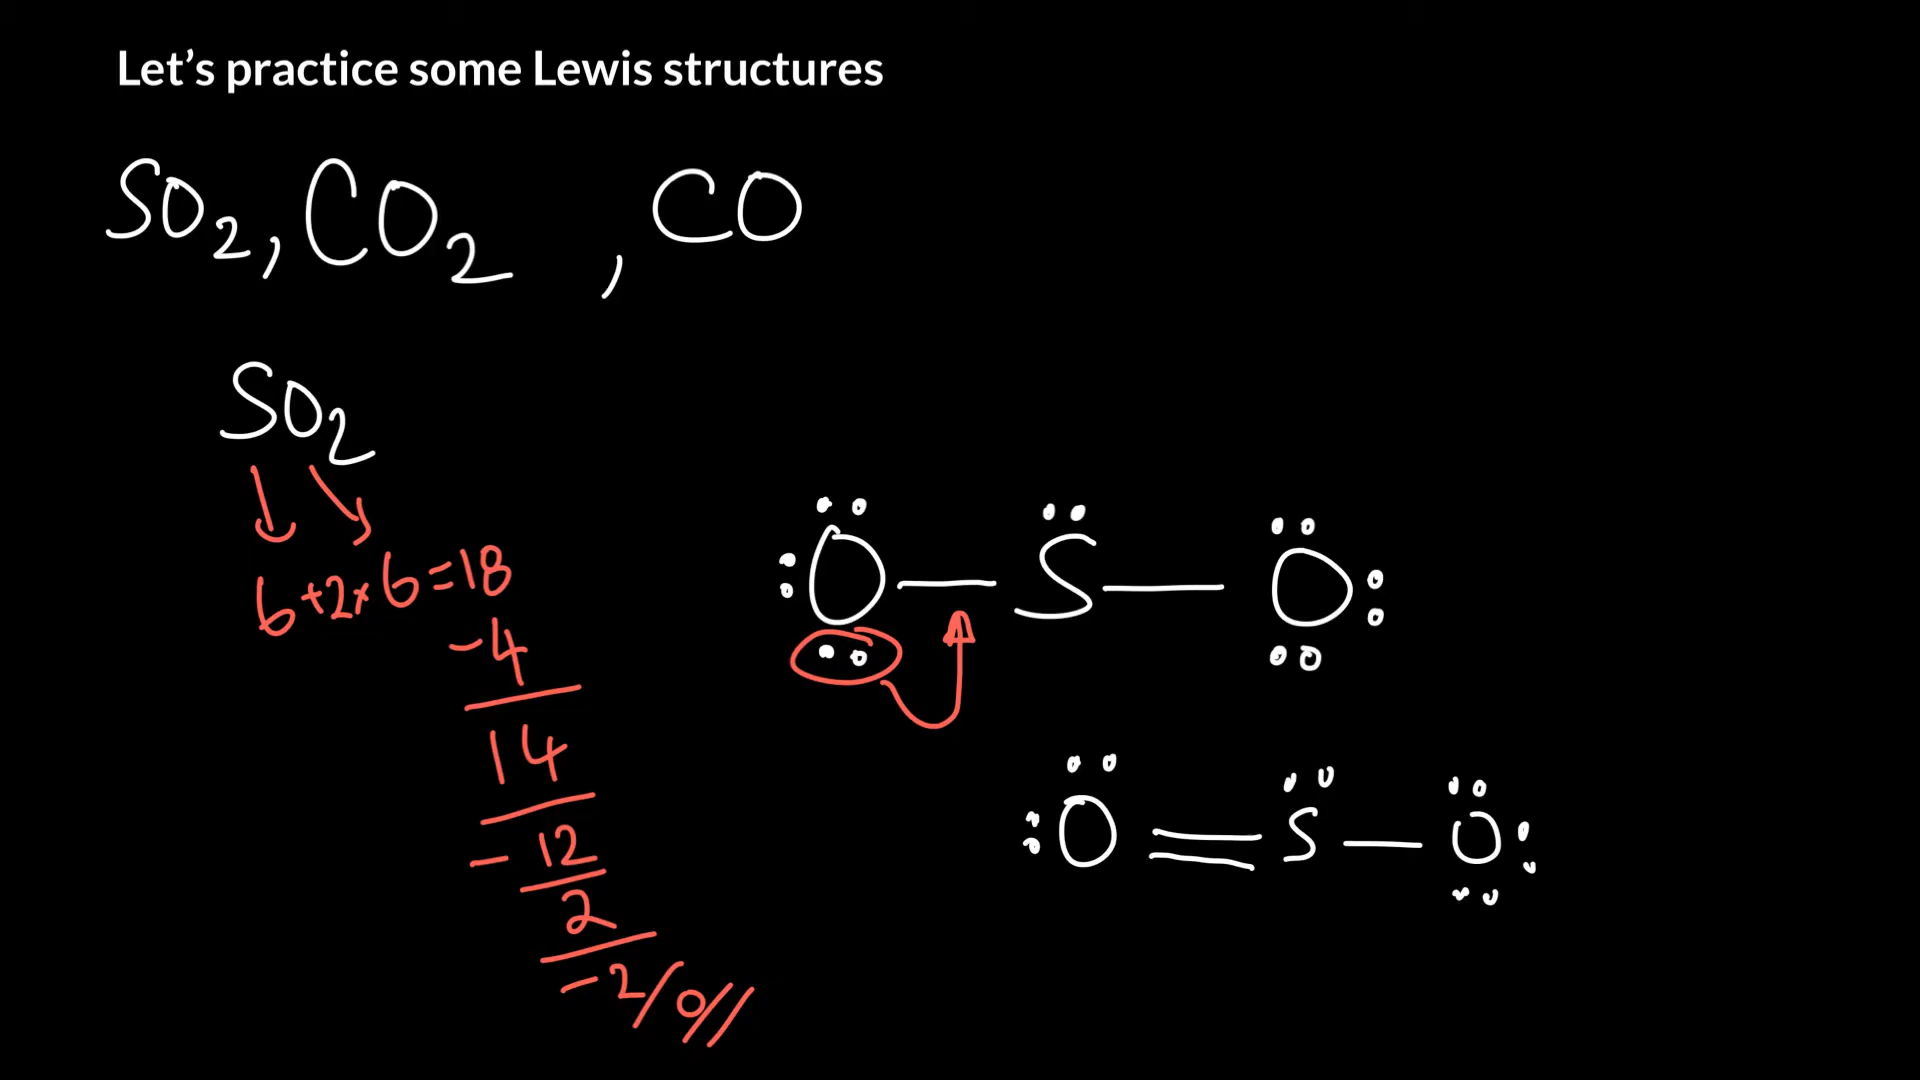 Let's practice some Lewis structures
SO₂, CO₂ , CO
SO₂
6+2×6=18
-4
14
-12
2
-2/0//
O—S—O
O=S—O